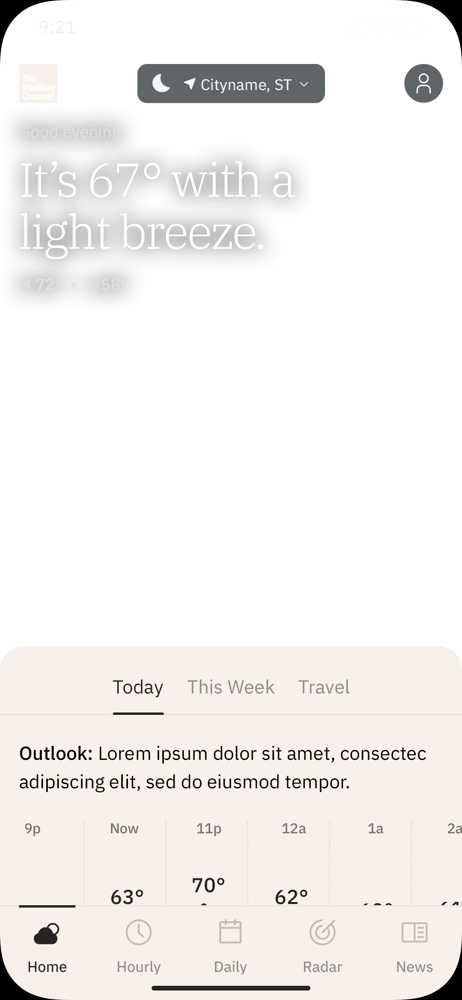 9:21
The
Weather
Channel
Cityname, ST
Good evening
It’s 67° with a
light breeze.
H 72° • L 58°
Today This Week Travel
Outlook: Lorem ipsum dolor sit amet, consectec
adipiscing elit, sed do eiusmod tempor.
9p Now 11p 12a 1a 2a
63° 70° 62°
Home Hourly Daily Radar News